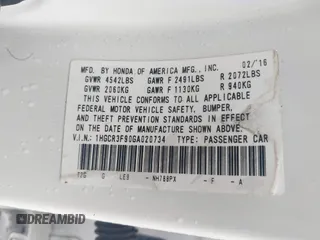 MFD. BY HONDA OF AMERICA MFG., INC. 02/'16
GVWR 4542LBS GAWR F 2491LBS R 2072LBS
GVWR 2060KG GAWR F 1130KG R 940KG
THIS VEHICLE CONFORMS TO ALL APPLICABLE
FEDERAL MOTOR VEHICLE SAFETY, BUMPER,
AND THEFT PREVENTION STANDARDS IN EFFECT ON
THE DATE OF MANUFACTURE SHOWN ABOVE.
V.I.N.: 1HGCR3F90GA020734 TYPE: PASSENGER CAR
NH788PX F - A
DREAMBID